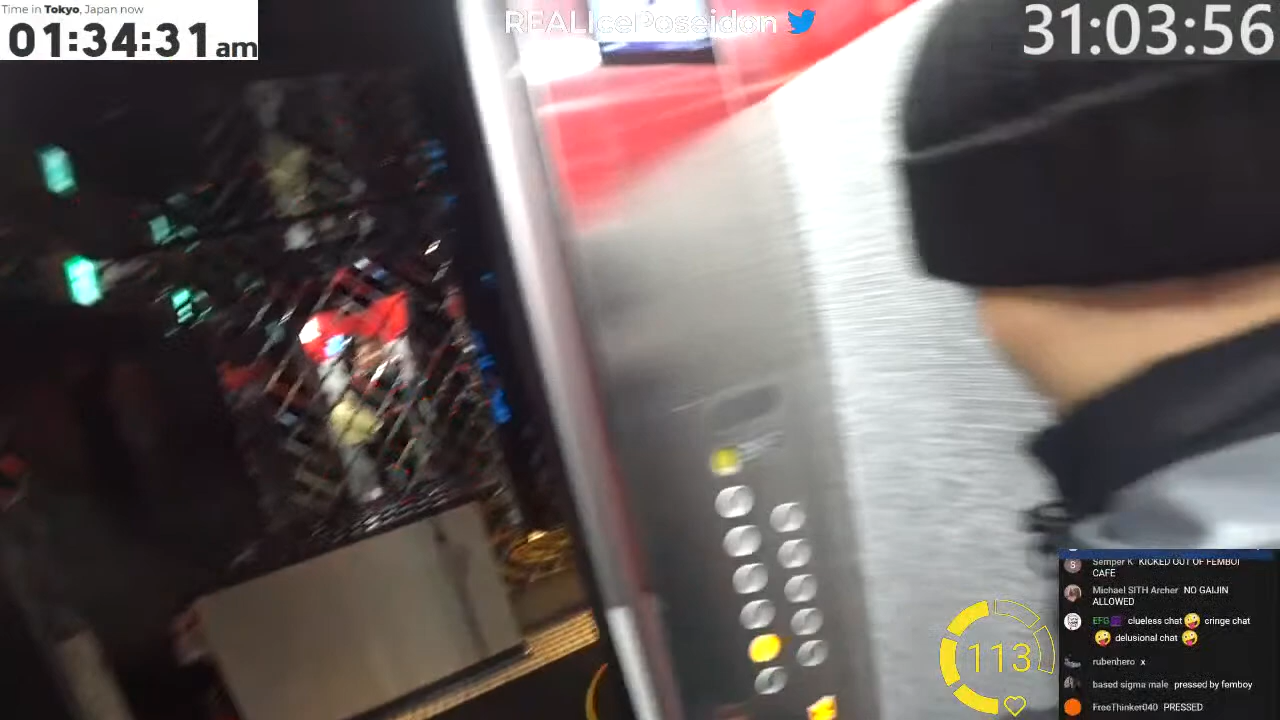 Time in Tokyo, Japan now
01:34:31am
REALIcePoseidon
31:03:56
113
Semper K KICKED OUT OF FEMBOI
CAFE
Michael SITH Archer NO GAIJIN
ALLOWED
EFG clueless chat cringe
chat delusional chat
rubenhero x
based sigma male pressed by femboy
FreeThinker040 PRESSED